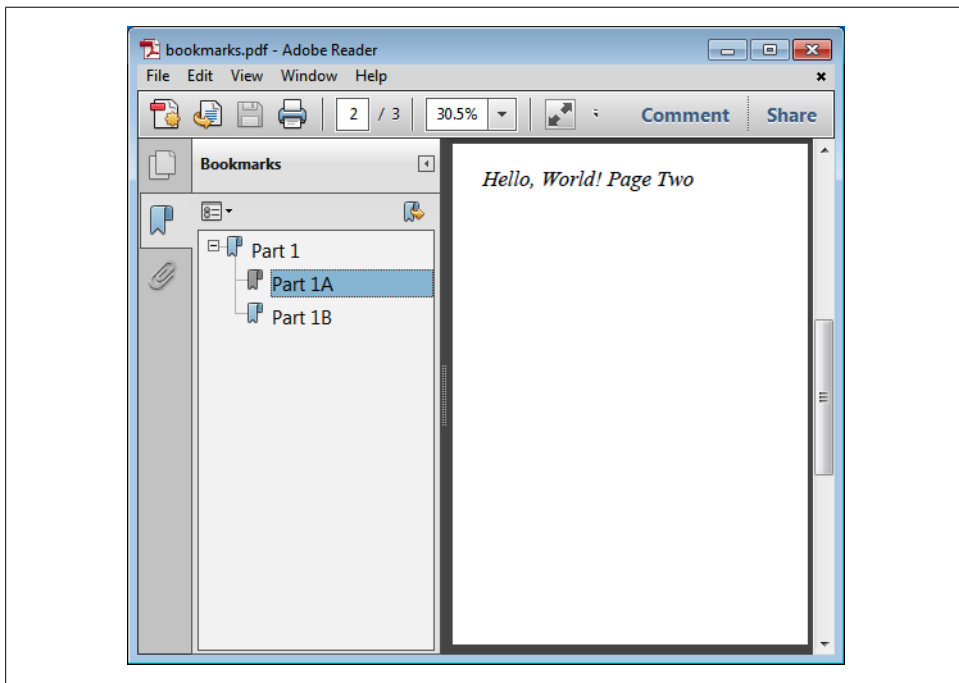 bookmarks.pdf - Adobe Reader
File Edit View Window Help
2 / 3 30.5% Comment Share
Bookmarks
Hello, World! Page Two
Part 1
Part 1A
Part 1B